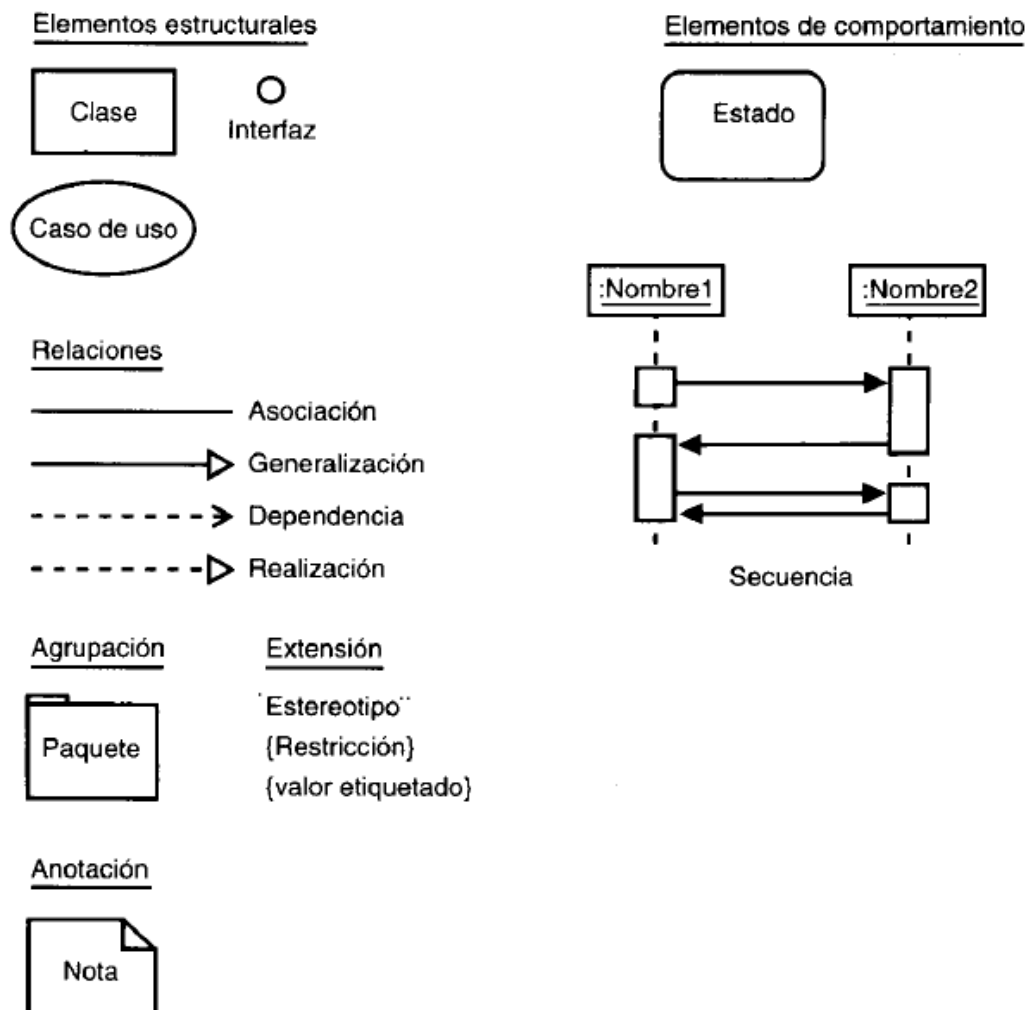 Elementos estructurales
Clase
Interfaz
Caso de uso
Relaciones
Asociación
Generalización
Dependencia
Realización
Agrupación
Paquete
Extensión
¨Estereotipo¨
{Restricción}
{valor etiquetado}
Anotación
Nota
Elementos de comportamiento
Estado
:Nombre1
:Nombre2
Secuencia